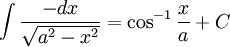 ∫ -dx / √(a² − x²) = cos⁻¹ x/a + C